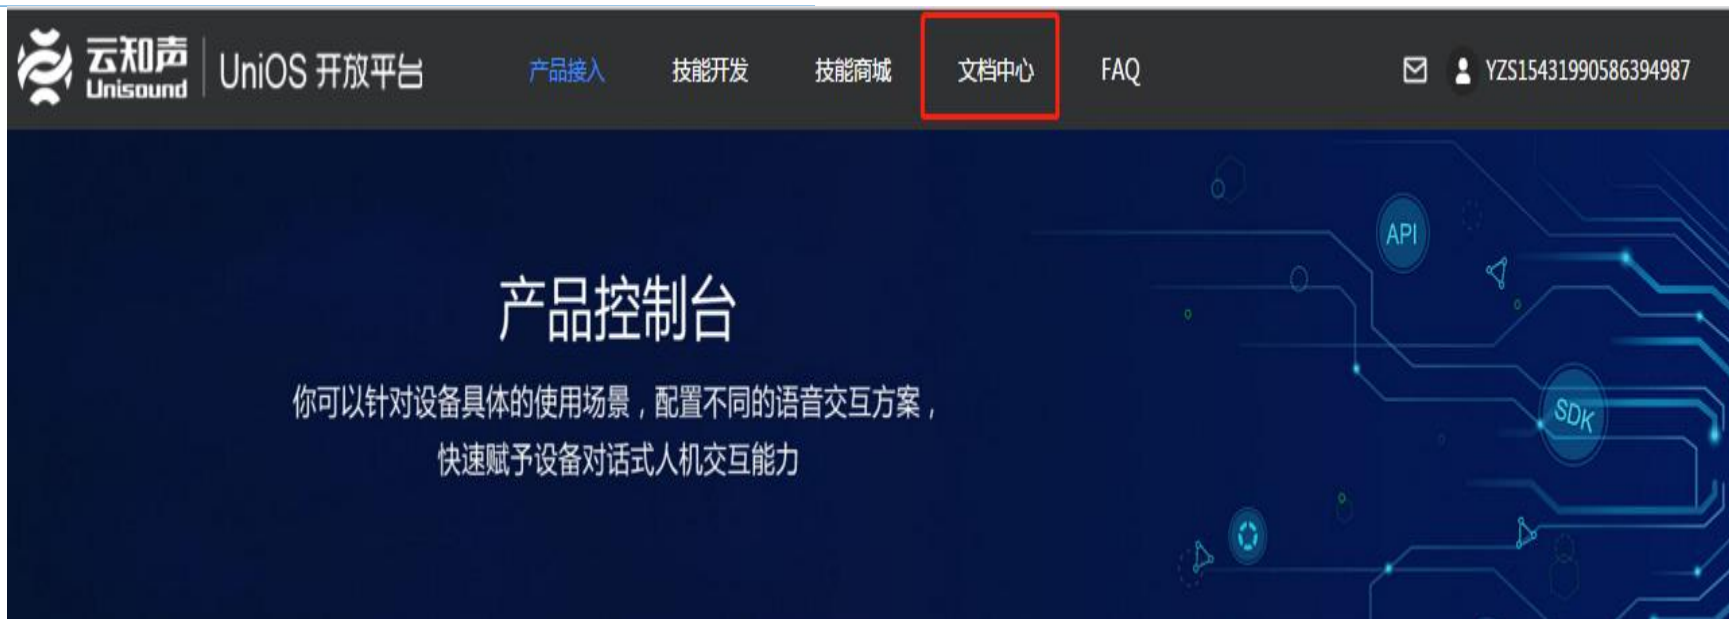 云知声 Unisound UniOS 开放平台 产品接入 技能开发 技能商城 文档中心 FAQ YZS15431990586394987
API
产品控制台
你可以针对设备具体的使用场景，配置不同的语音交互方案，
SDK
快速赋予设备对话式人机交互能力